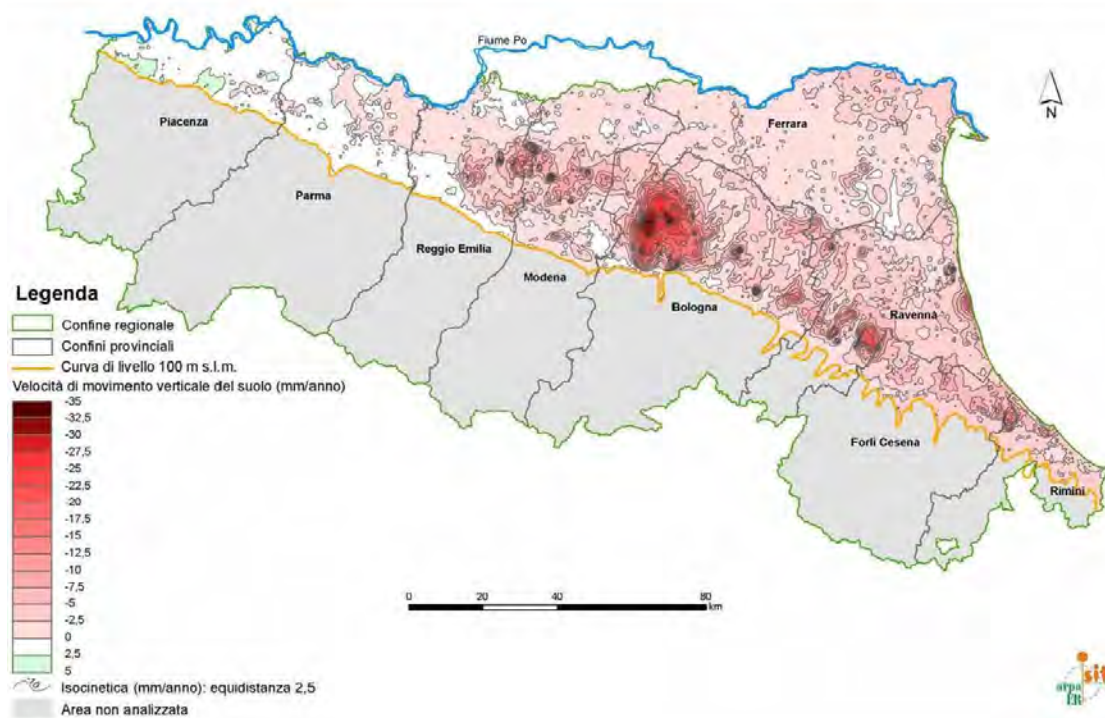 Fiume Po
N
Piacenza
Ferrara
Parma
Reggio Emilia
Modena
Bologna
Ravenna
Forlì Cesena
Rimini
Legenda
Confine regionale
Confini provinciali
Curva di livello 100 m s.l.m.
Velocità di movimento verticale del suolo (mm/anno)
-35
-32,5
-30
-27,5
-25
-22,5
20
-17,5
-15
-12,5
-10
-7,5
-5
-2,5
0
2,5
5
Isocinetica (mm/anno): equidistanza 2,5
Area non analizzata
0 20 40 80
km
sit
arpa
ER